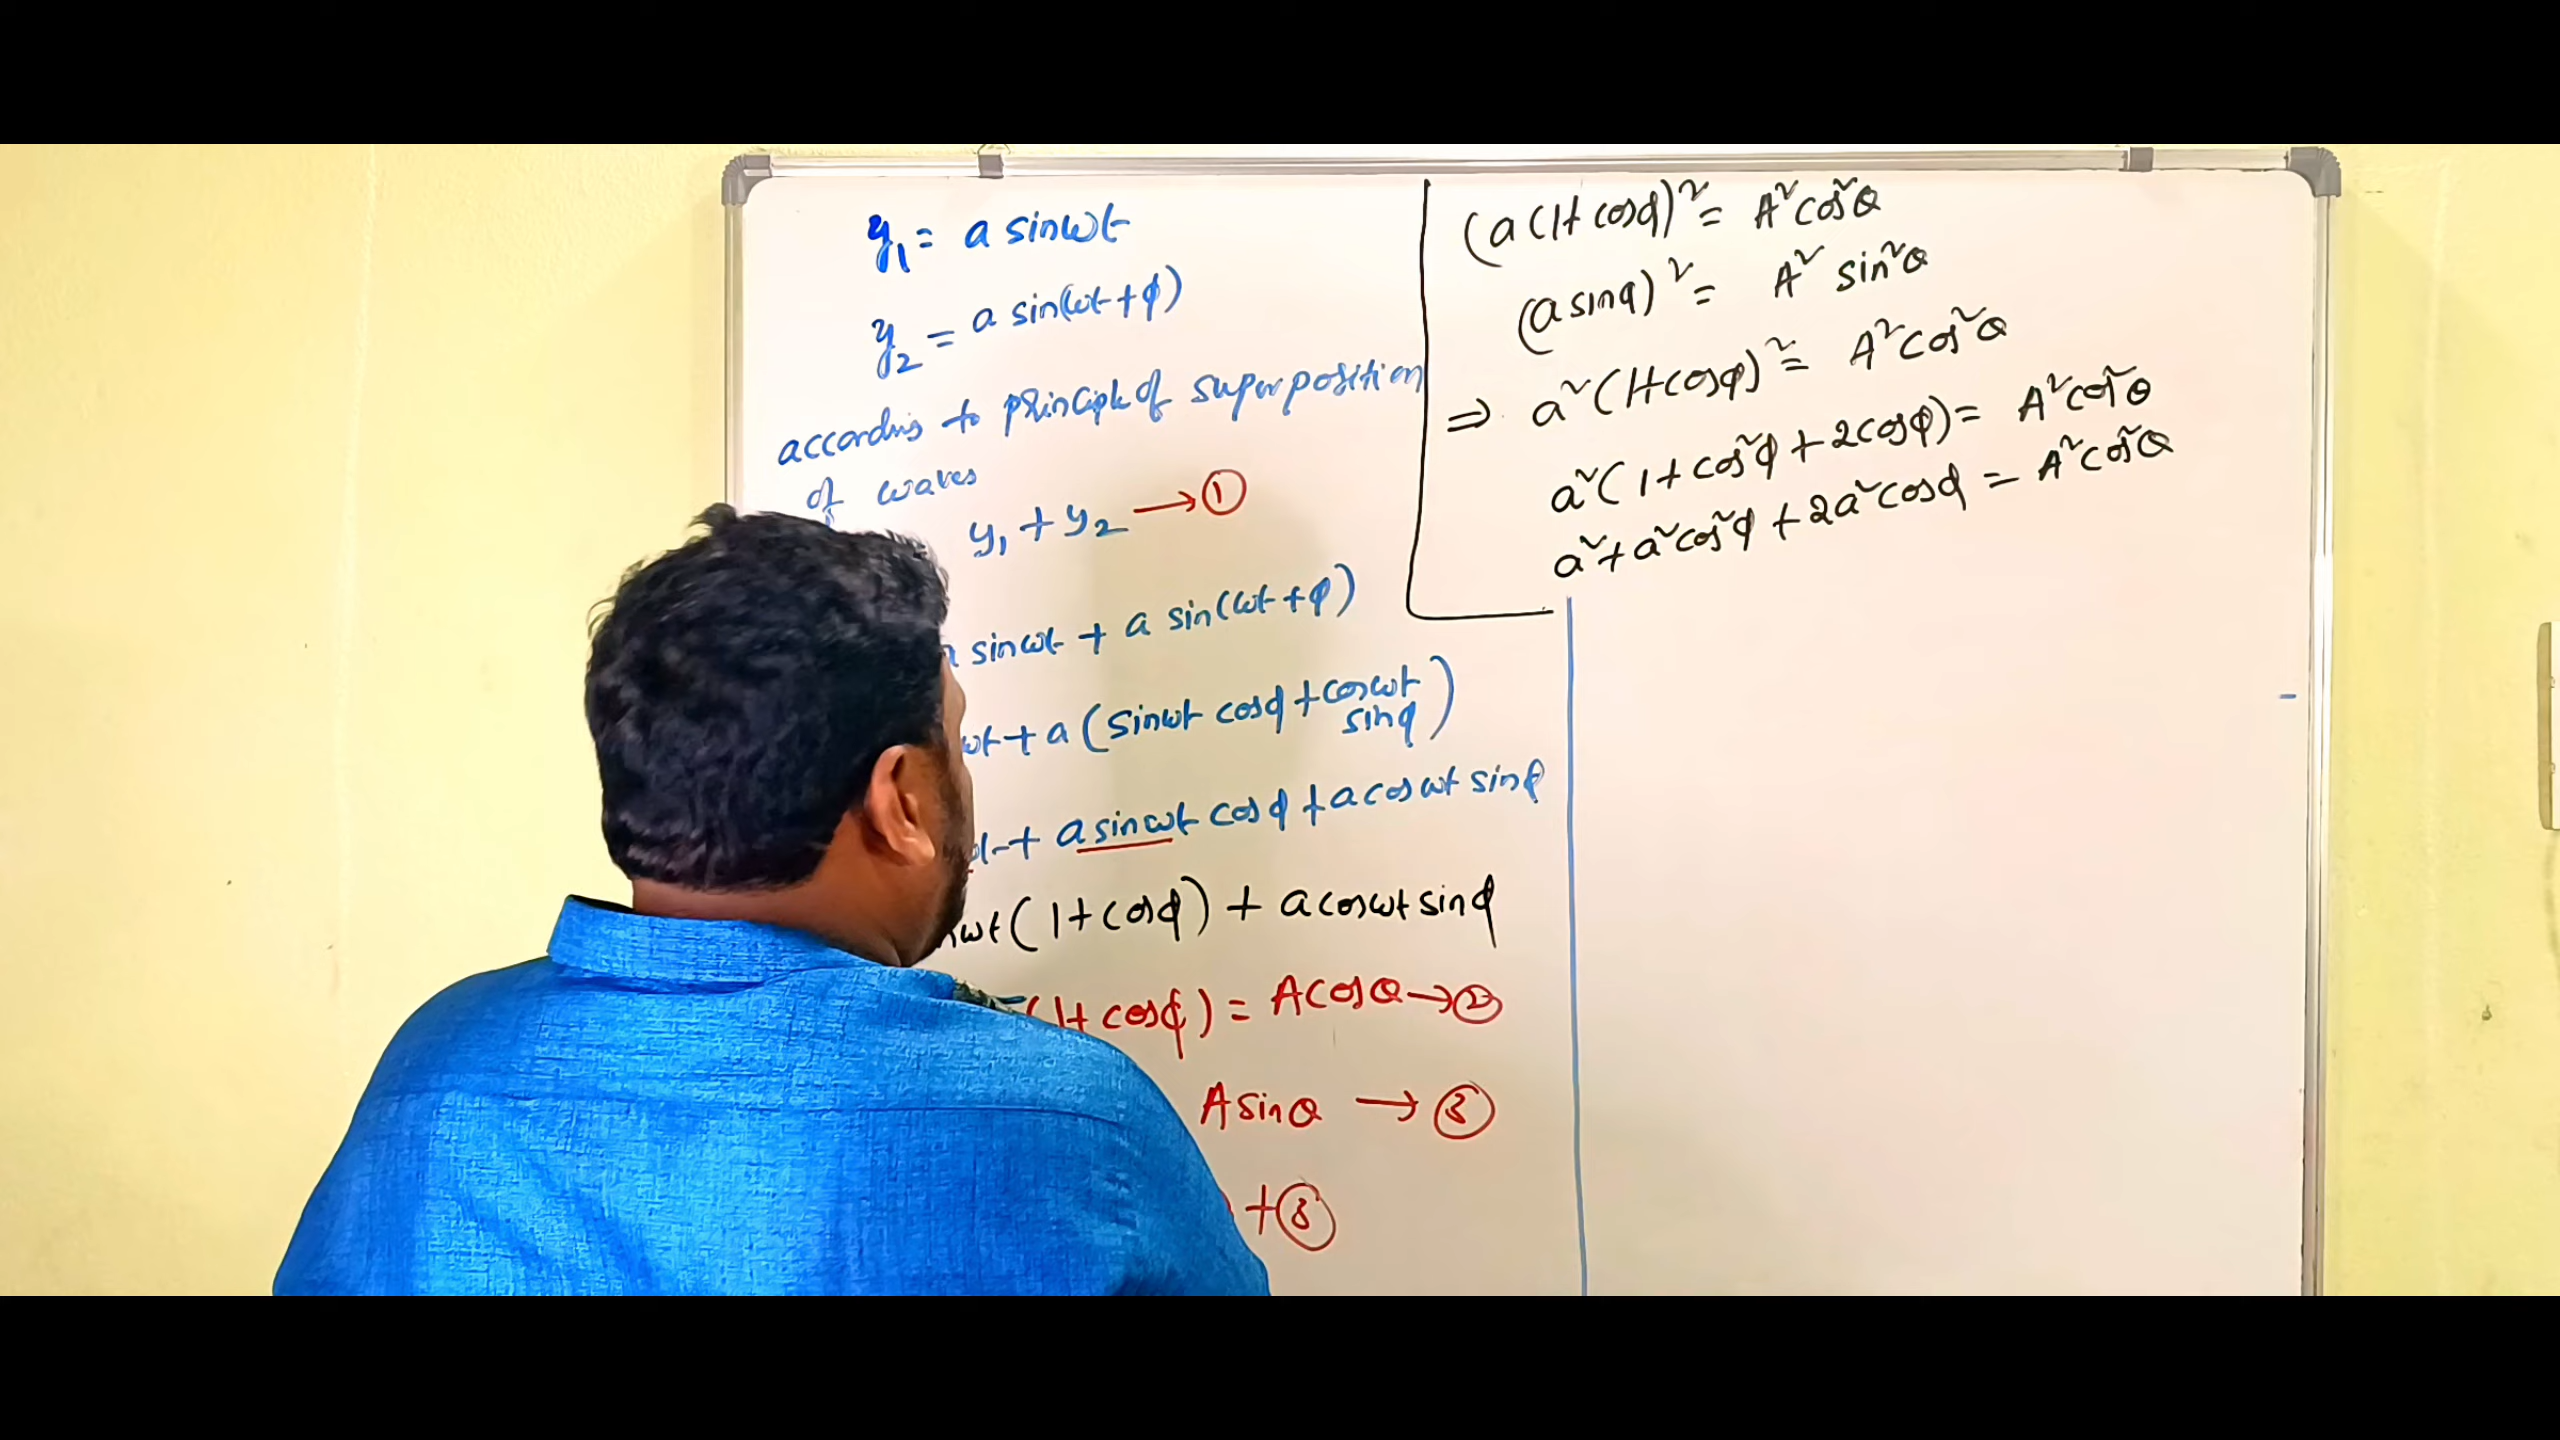 y₁ = a sinωt
y₂ = a sin(ωt+ϕ)
according to principle of superposition
of waves
y₁ + y₂ → ①
sinωt + a sin(ωt+ϕ)
ωt + a (sinωt cosϕ + cosωt
sinϕ)
+ a sinωt cosϕ + a cosωt sinϕ
ωt (1+cosϕ) + a cosωt sinϕ
(1+cosϕ) = A cosθ → ②
A sinθ → ③
+ ③
(a(1+cosϕ)² = A² cos²θ
(a sinϕ)² = A² sin²θ
⇒ a²(1+cosϕ)² = A² cos²θ
a²(1+cos²ϕ + 2cosϕ) = A² cos²θ
a² + a²cos²ϕ + 2a²cosϕ = A² cos²θ